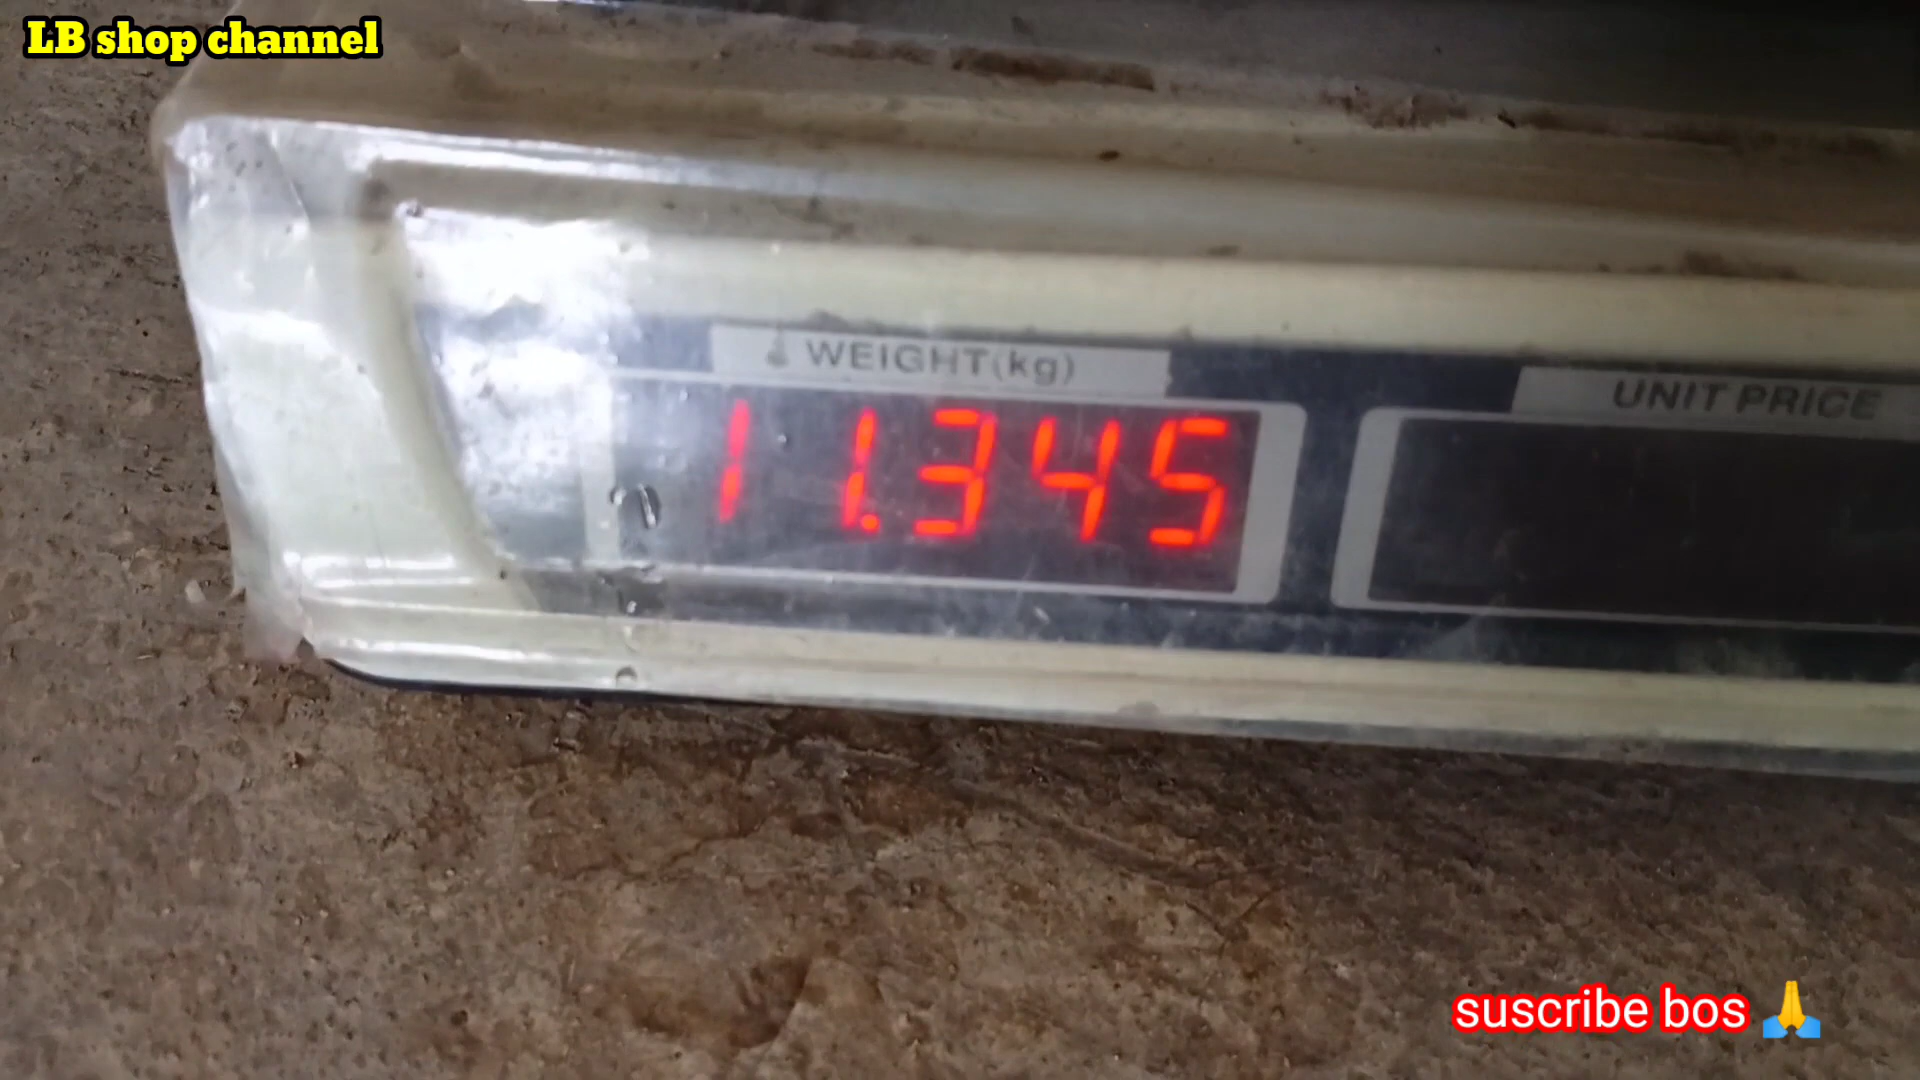 LB shop channel
WEIGHT(kg)
UNIT PRICE
11.345
suscribe bos 🙏